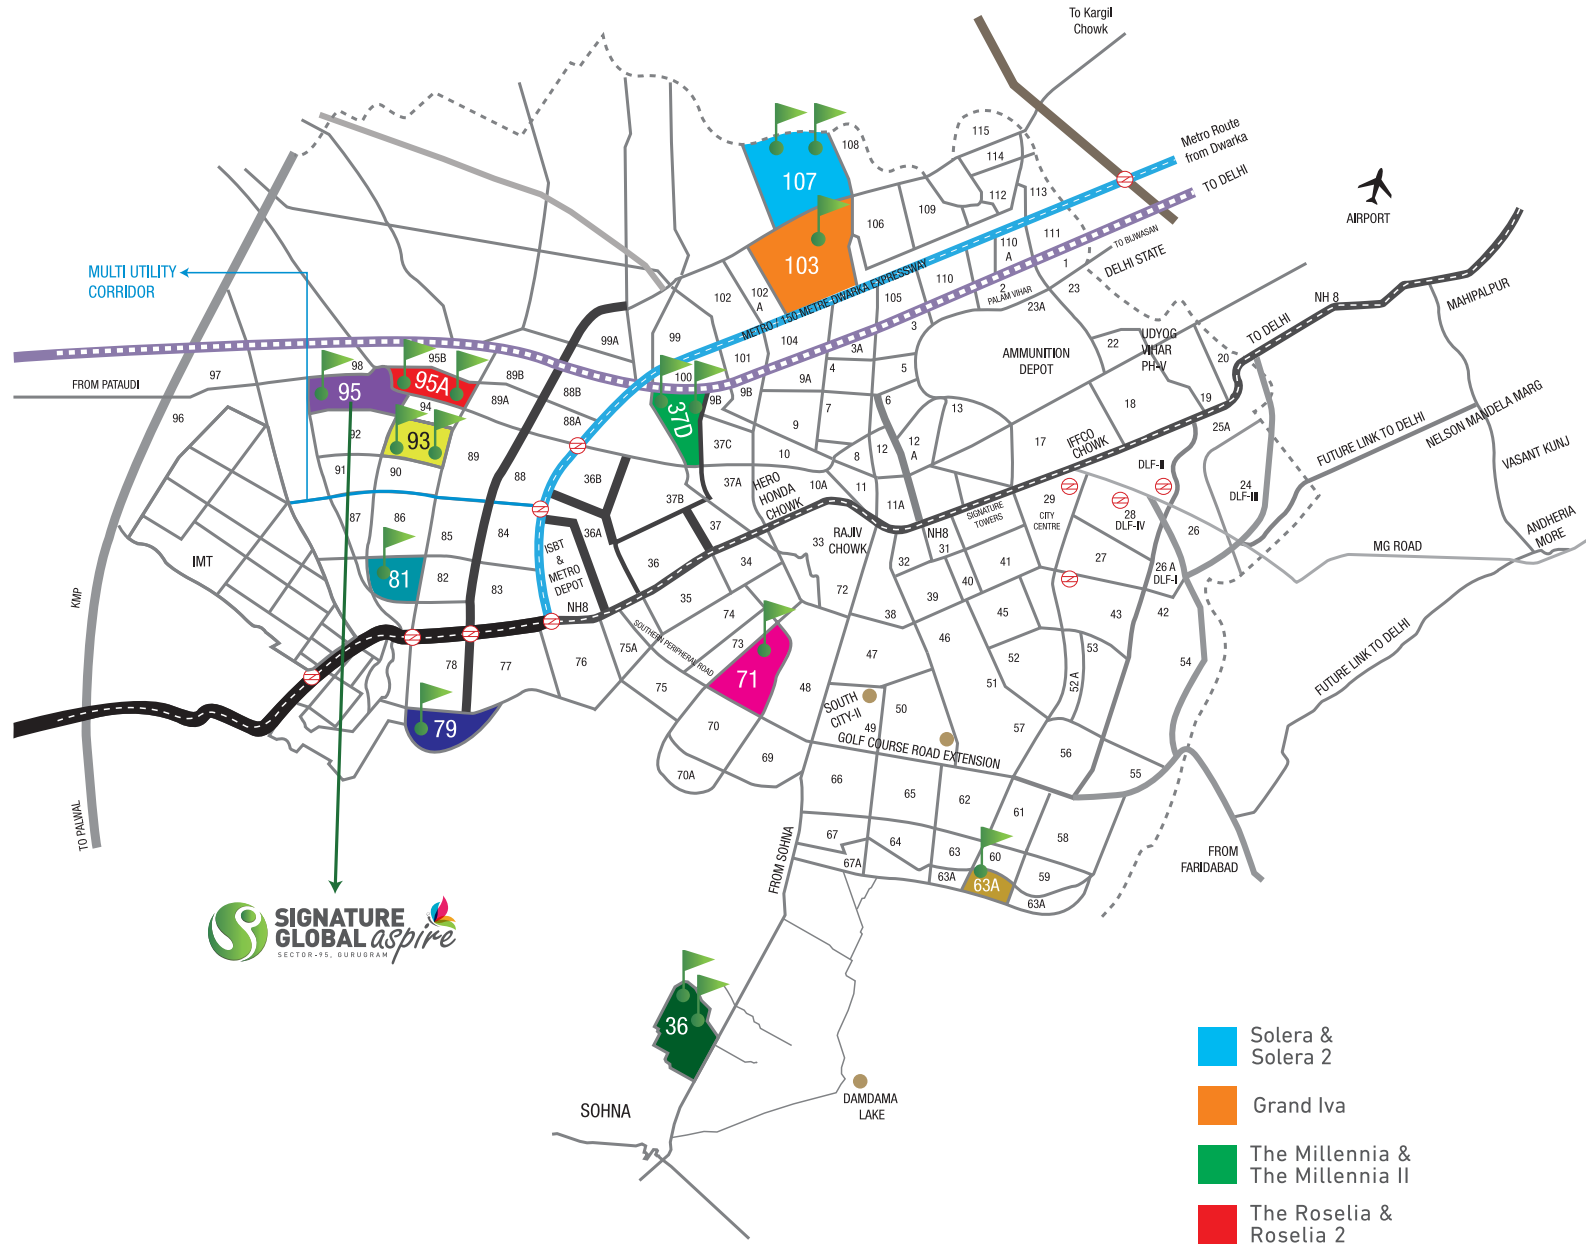 To Kargil
Chowk
115
108
114
Metro Route
from Dwarka
107
112
113
TO DELHI
109
106
111
110
A
AIRPORT
TO BIJWASAN
DELHI STATE
1
103
MULTI UTILITY
CORRIDOR
102
102
A
METRO / 150 METRE DWARKA EXPRESSWAY
105
110
2
PALAM VIHAR
23
23A
NH 8
MAHIPALPUR
TO DELHI
99A
99
104
3
3A
101
AMMUNITION
DEPOT
22
UDYOG
VIHAR
PH-V
20
97
98
95B
89B
88B
100
9A
4
5
FROM PATAUDI
95
95A
94
89A
88A
37D
9B
9B
7
6
13
18
19
96
92
93
89
9
37C
12
12
A
17
IFFCO
CHOWK
25A
FUTURE LINK TO DELHI
NELSON MANDELA MARG
VASANT KUNJ
91
90
88
36B
37A
10
8
HERO
HONDA
CHOWK
10A
11
11A
DLF-II
24
DLF-III
87
86
85
84
37B
37
36A
ISBT
&
METRO
DEPOT
RAJIV
CHOWK
NH8
SIGNATURE
TOWERS
29
CITY
CENTRE
28
DLF-IV
26
ANDHERIA
MORE
MG ROAD
IMT
81
82
83
NH8
36
34
33
32
31
41
27
26 A
DLF-I
KMP
35
72
74
40
39
38
45
43
42
73
SOUTHERN PERIPHERAL ROAD
75A
47
46
52
53
54
FUTURE LINK TO DELHI
78
77
76
75
71
48
51
52 A
SOUTH
CITY-II
49
50
79
70
57
56
GOLF COURSE ROAD EXTENSION
69
70A
66
65
62
55
61
TO PALWAL
FROM SOHNA
67
64
63
60
58
67A
63A
63A
59
63A
FROM
FARIDABAD
SIGNATURE
GLOBAL aspire
SECTOR-95, GURUGRAM
36
SOHNA
DAMDAMA
LAKE
Solera &
Solera 2
Grand Iva
The Millennia &
The Millennia II
The Roselia &
Roselia 2